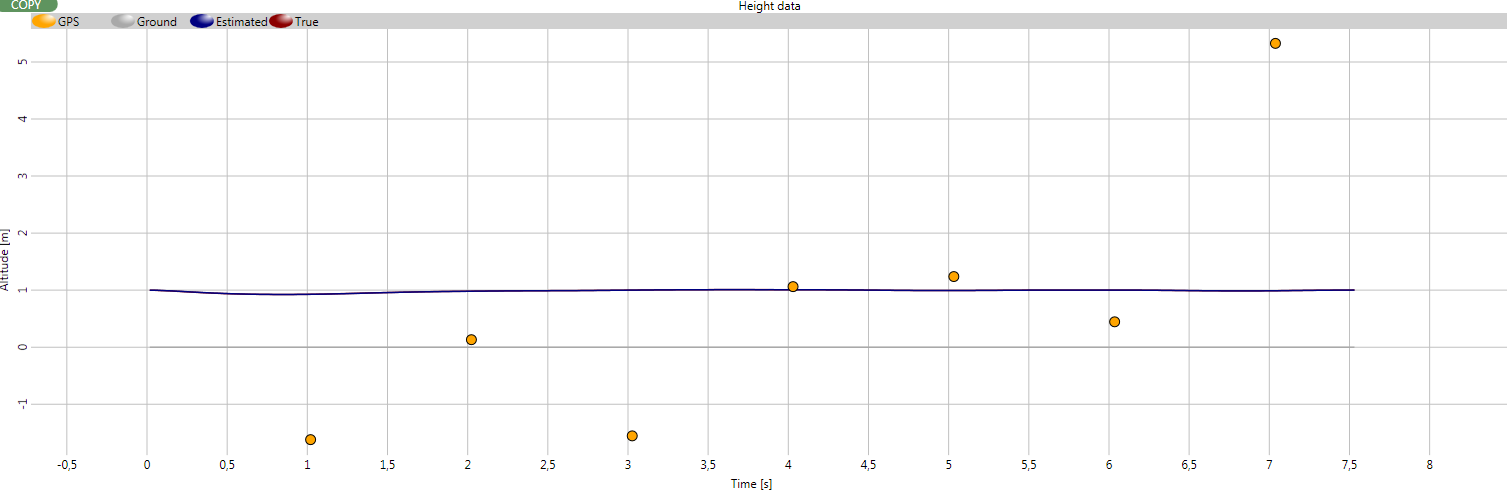 COPY
Height data
GPS Ground Estimated True
Altitude [m]
5
4
3
2
1
0
-1
-0,5 0 0,5 1 1,5 2 2,5 3 3,5 4 4,5 5 5,5 6 6,5 7 7,5 8
Time [s]